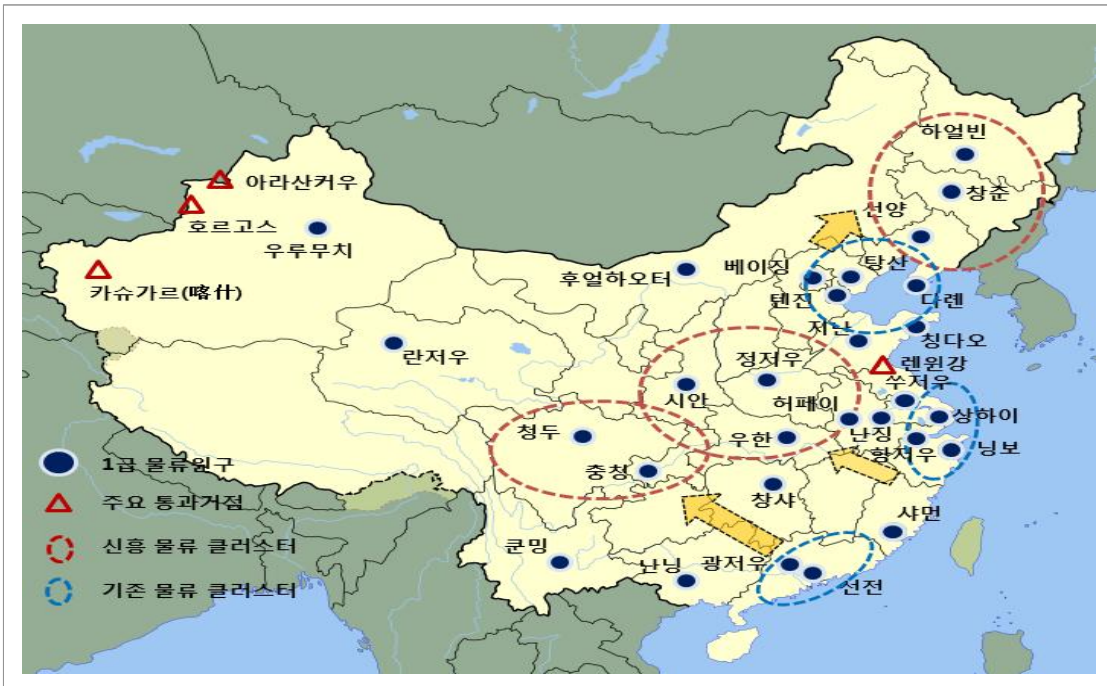 하얼빈
창춘
아라산커우
선양
호르고스
우루무치
베이징
탕산
후얼하오터
카슈가르(喀什)
톈진
다롄
지난
칭다오
란저우
정저우
렌윈강
쑤저우
시안
허페이
상하이
청두
우한
난징
항저우
닝보
1급 물류원구
충칭
창샤
주요 통과거점
샤먼
신흥 물류 클러스터
쿤밍
난닝
광저우
기존 물류 클러스터
선전